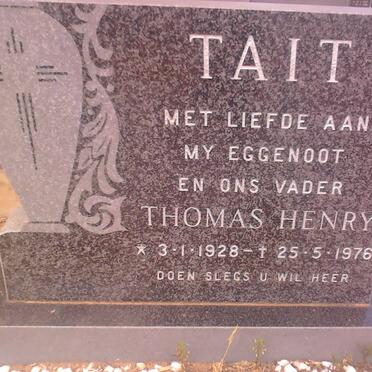 TAIT
MET LIEFDE AAN
MY EGGENOOT
EN ONS VADER
THOMAS HENRY
* 3-1-1928 – † 25-5-1976
DOEN SLEGS U WIL HEER